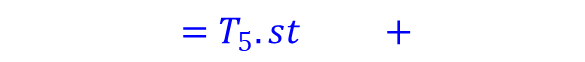 = T₅.st +